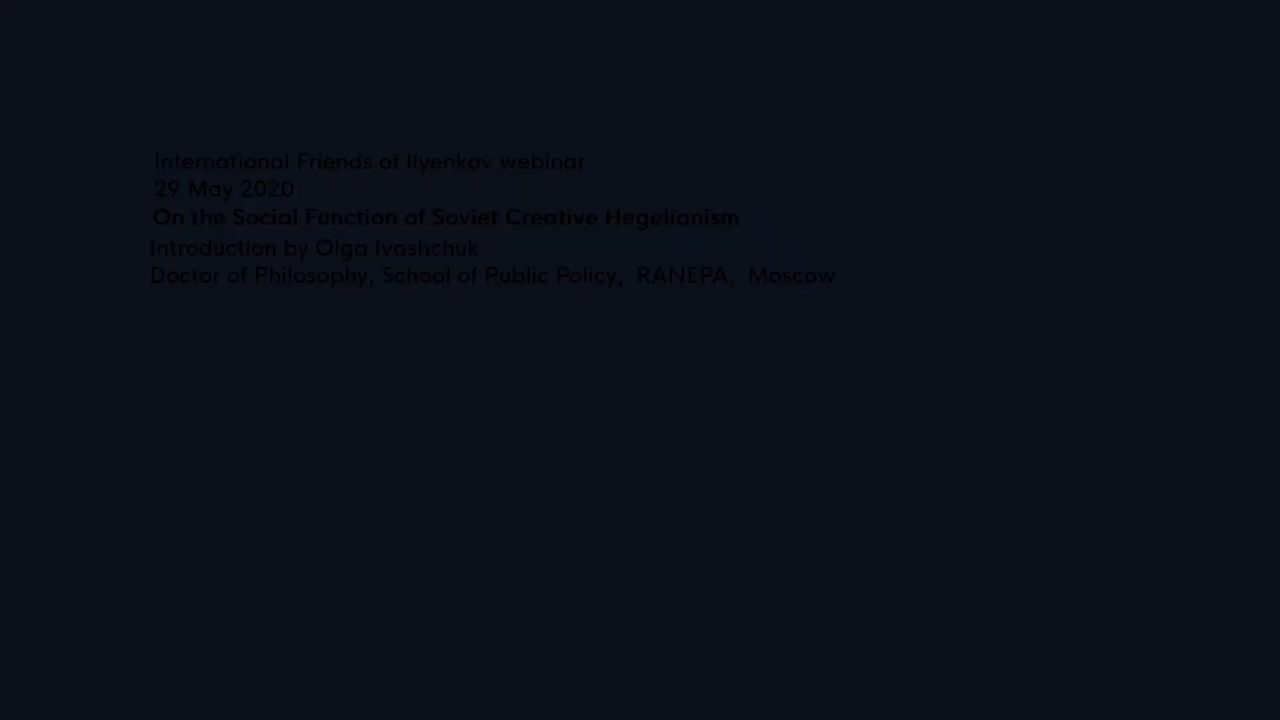 International Friends of Ilyenkov webinar
29 May 2020
On the Social Function of Soviet Creative Hegelianism
Introduction by Olga Ivashchuk
Doctor of Philosophy, School of Public Policy, RANEPA, Moscow